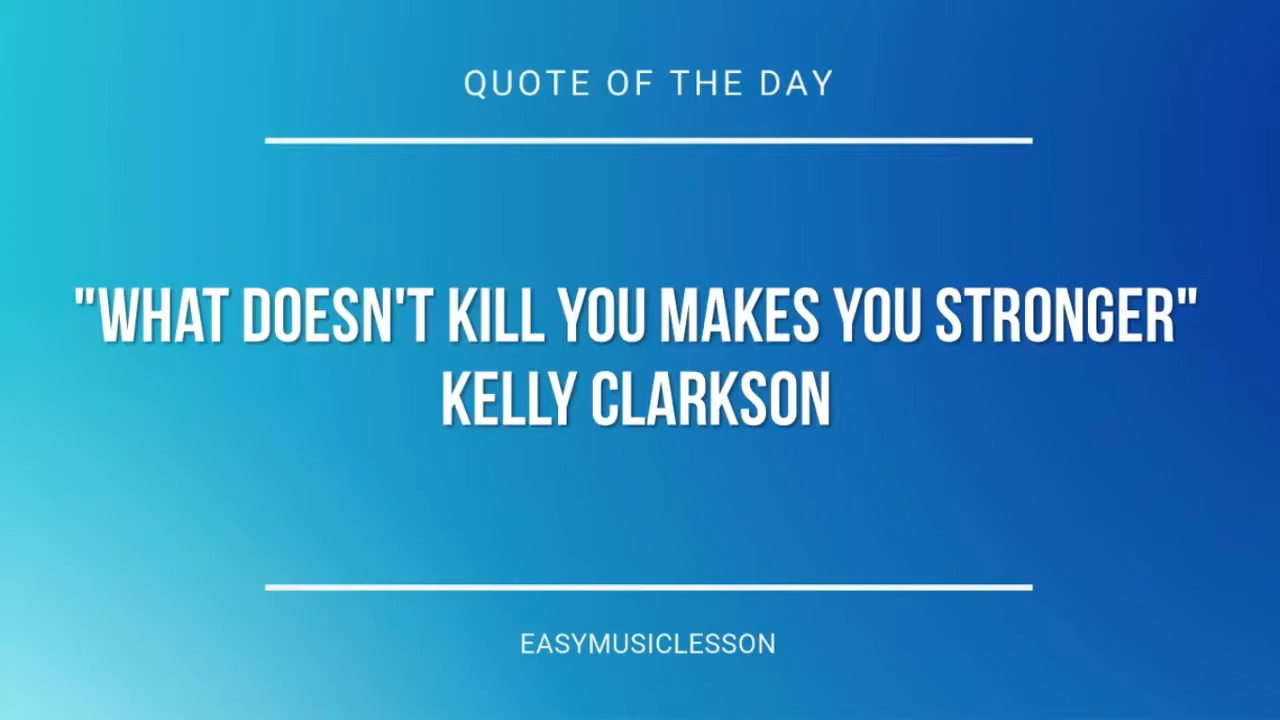 QUOTE OF THE DAY
"WHAT DOESN'T KILL YOU MAKES YOU STRONGER"
KELLY CLARKSON
EASYMUSICLESSON